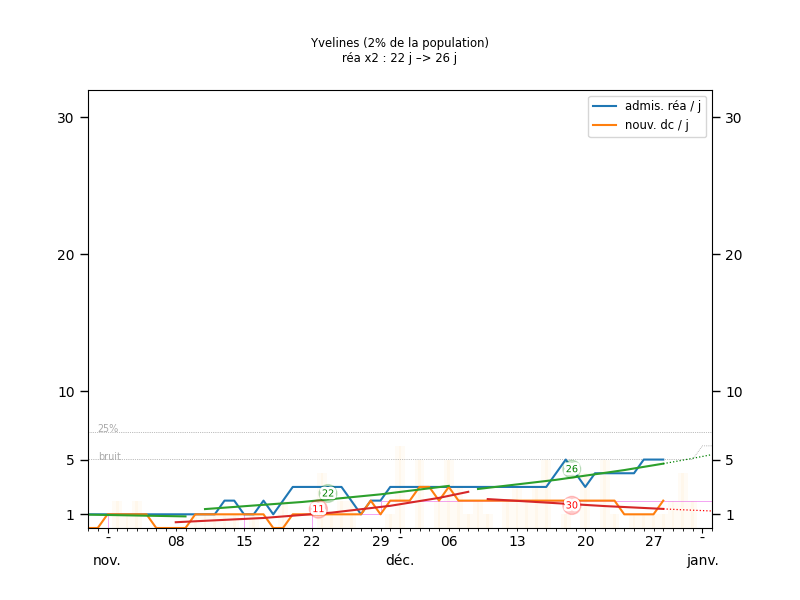 Yvelines (2% de la population)
réa x2 : 22 j –> 26 j
admis. réa / j
nouv. dc / j
30 30
20 20
10 10
25%
5 bruit 5
26
22
30
11
1 1
- 08 15 22 29 - 06 13 20 27 -
nov. déc. janv.